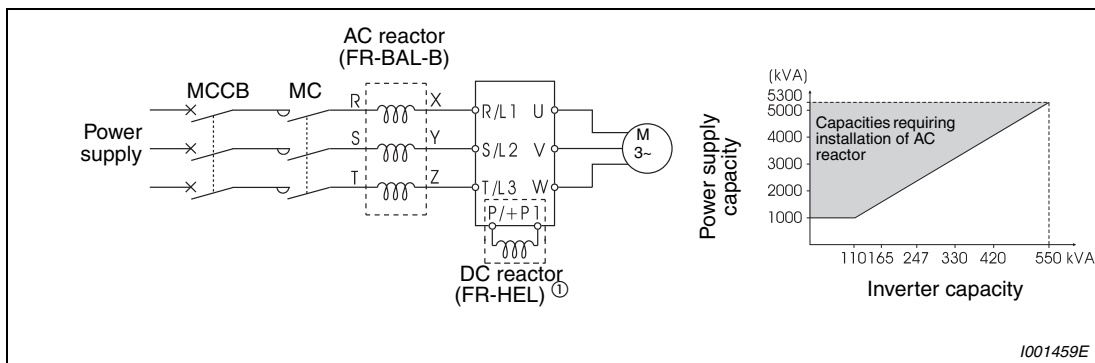 AC reactor
(FR-BAL-B)
MCCB MC R X R/L1 U
Power
supply
S Y S/L2 V
M
3~
T Z T/L3 W
P/+ P1
DC reactor
(FR-HEL) ①
(kVA)
5300
5000
4000
3000
2000
1000
Capacities requiring
installation of AC
reactor
Power supply
capacity
110 165 247 330 420 550 kVA
Inverter capacity
I001459E